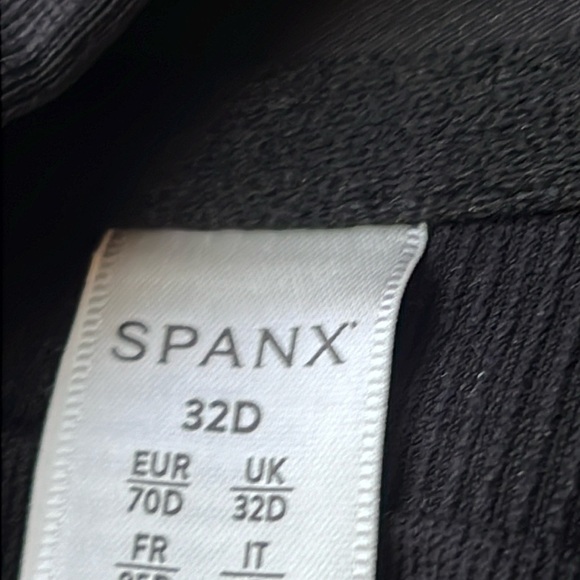 SPANX
32D
EUR UK
70D 32D
FR IT